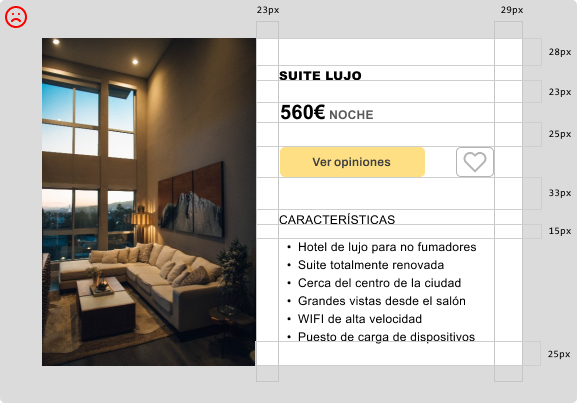 23px
29px
28px
SUITE LUJO
23px
560€ NOCHE
25px
Ver opiniones
33px
CARACTERÍSTICAS
15px
• Hotel de lujo para no fumadores
• Suite totalmente renovada
• Cerca del centro de la ciudad
• Grandes vistas desde el salón
• WIFI de alta velocidad
• Puesto de carga de dispositivos
25px